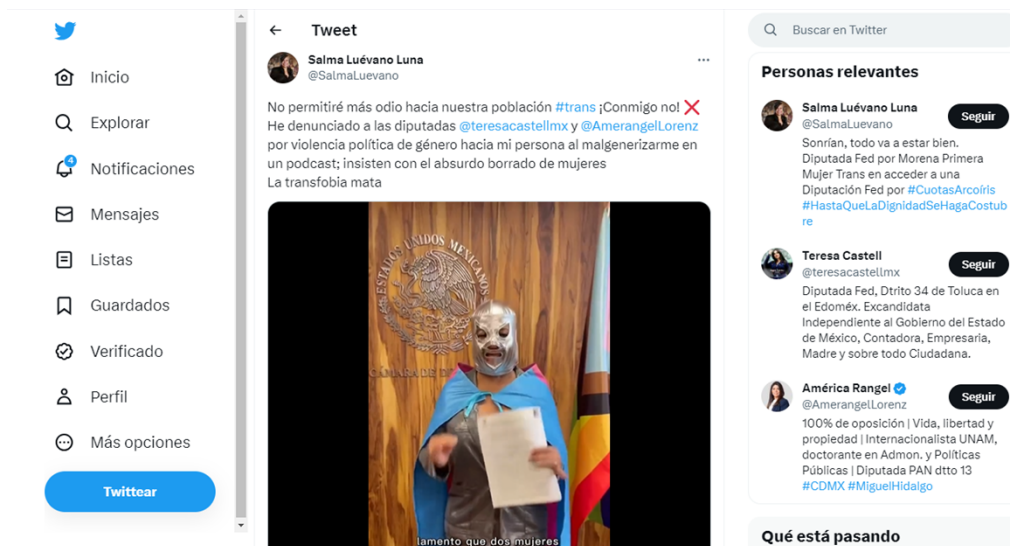 Tweet
Buscar en Twitter
Inicio
Explorar
4
Notificaciones
Mensajes
Listas
Guardados
Verificado
Perfil
Más opciones
Twittear
Salma Luévano Luna
@SalmaLuevano
No permitiré más odio hacia nuestra población #trans ¡Conmigo no! ❌
He denunciado a las diputadas @teresacastellmx y @AmerangelLorenz
por violencia política de género hacia mi persona al malgenerizarme en
un podcast; insisten con el absurdo borrado de mujeres
La transfobia mata
ESTADOS UNIDOS MEXICANOS
CÁMARA DE
lamento que dos mujeres
Personas relevantes
Salma Luévano Luna
@SalmaLuevano
Seguir
Sonrían, todo va a estar bien.
Diputada Fed por Morena Primera
Mujer Trans en acceder a una
Diputación Fed por #CuotasArcoíris
#HastaQueLaDignidadSeHagaCostub
re
Teresa Castell
@teresacastellmx
Seguir
Diputada Fed, Dtrito 34 de Toluca en
el Edoméx. Excandidata
Independiente al Gobierno del Estado
de México, Contadora, Empresaria,
Madre y sobre todo Ciudadana.
América Rangel
@AmerangelLorenz
Seguir
100% de oposición | Vida, libertad y
propiedad | Internacionalista UNAM,
doctorante en Admon. y Políticas
Públicas | Diputada PAN dtto 13
#CDMX #MiguelHidalgo
Qué está pasando